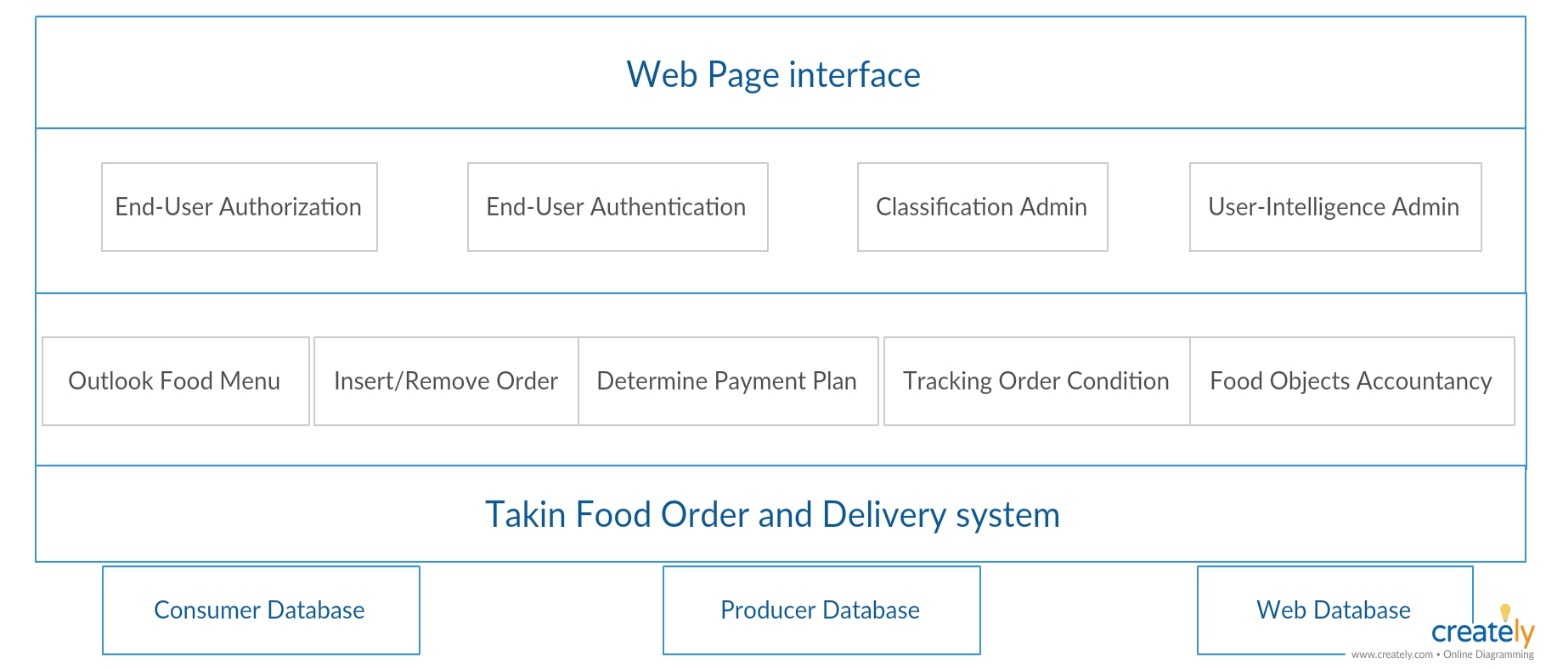 Web Page interface
End-User Authorization
End-User Authentication
Classification Admin
User-Intelligence Admin
Outlook Food Menu
Insert/Remove Order
Determine Payment Plan
Tracking Order Condition
Food Objects Accountancy
Takin Food Order and Delivery system
Consumer Database
Producer Database
Web Database
creately
www.creately.com • Online Diagramming